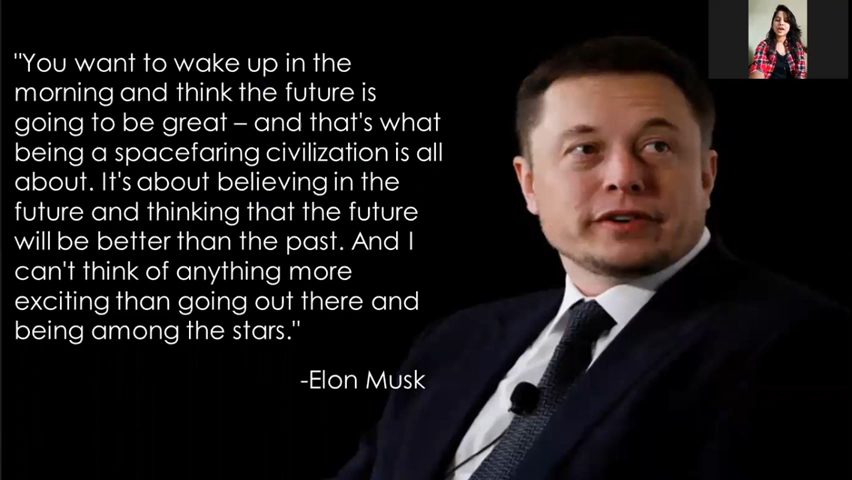 "You want to wake up in the
morning and think the future is
going to be great – and that's what
being a spacefaring civilization is all
about. It's about believing in the
future and thinking that the future
will be better than the past. And I
can't think of anything more
exciting than going out there and
being among the stars."
-Elon Musk